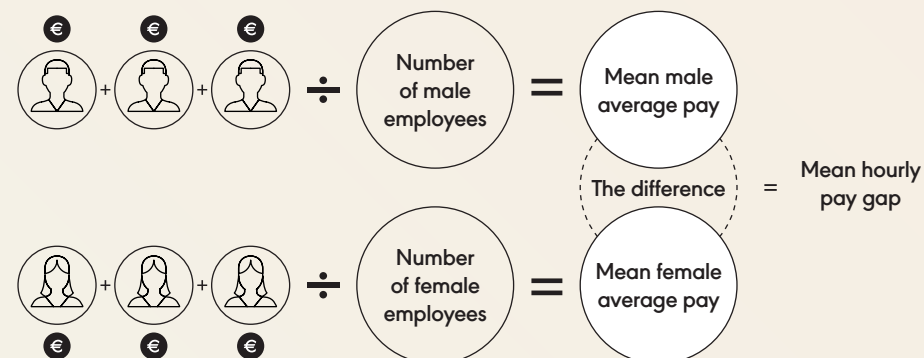 € € €
+ + ÷ Number
of male
employees = Mean male
average pay
The difference = Mean hourly
pay gap
+ + ÷ Number
of female
employees = Mean female
average pay
€ € €